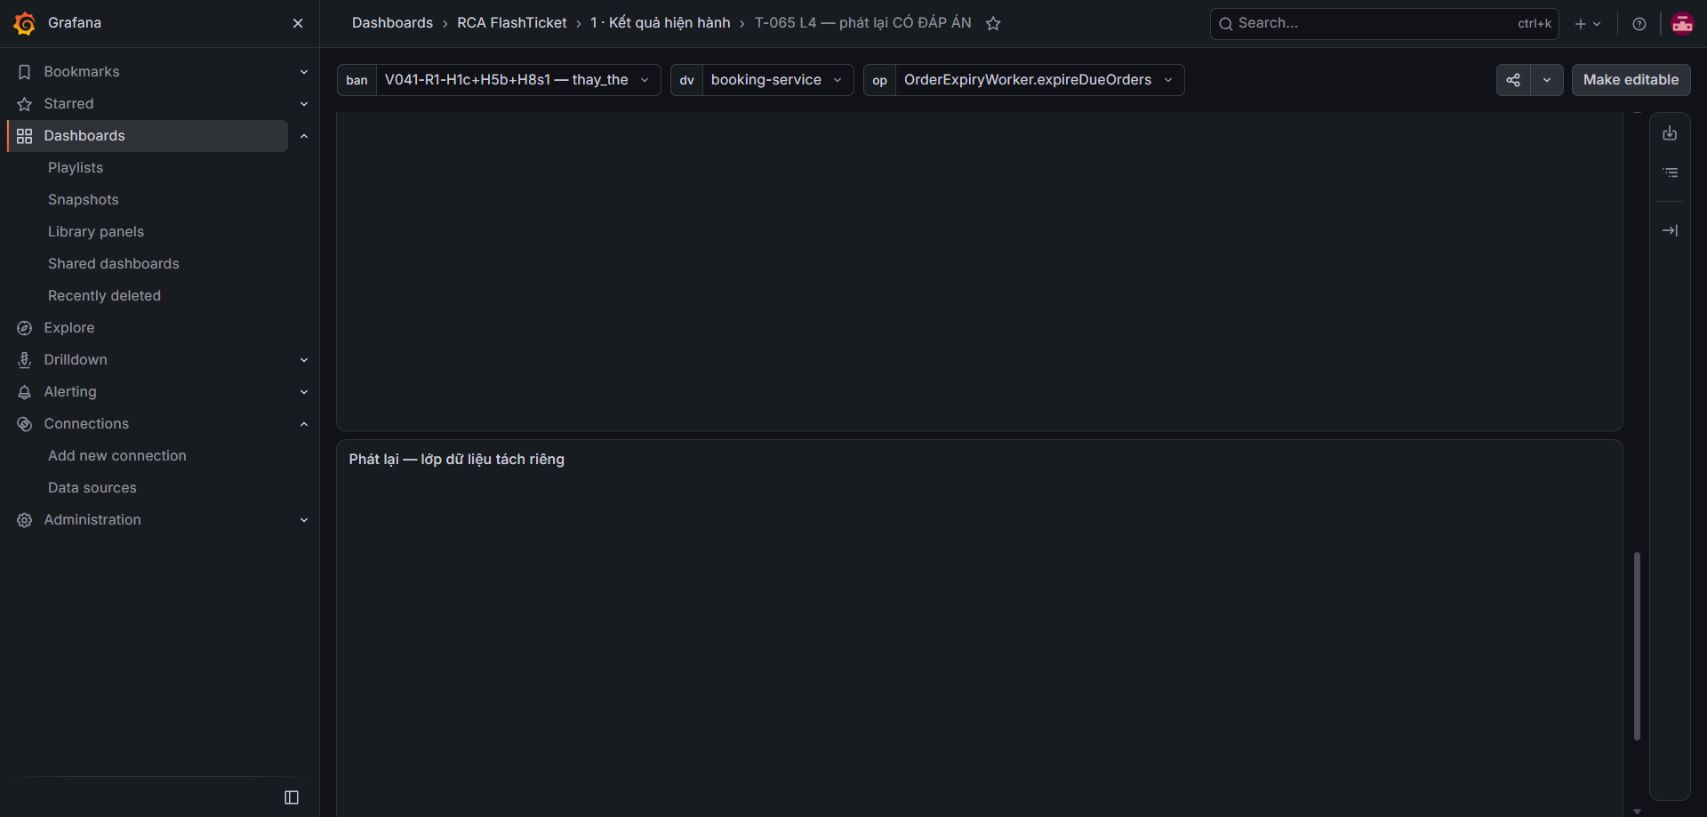 Grafana
Dashboards › RCA FlashTicket › 1 · Kết quả hiện hành › T-065 L4 — phát lại CÓ ĐÁP ÁN
Search...
ctrl+k
Bookmarks
Starred
Dashboards
Playlists
Snapshots
Library panels
Shared dashboards
Recently deleted
Explore
Drilldown
Alerting
Connections
Add new connection
Data sources
Administration
ban V041-R1-H1c+H5b+H8s1 — thay_the
dv booking-service
op OrderExpiryWorker.expireDueOrders
Make editable
Phát lại — lớp dữ liệu tách riêng